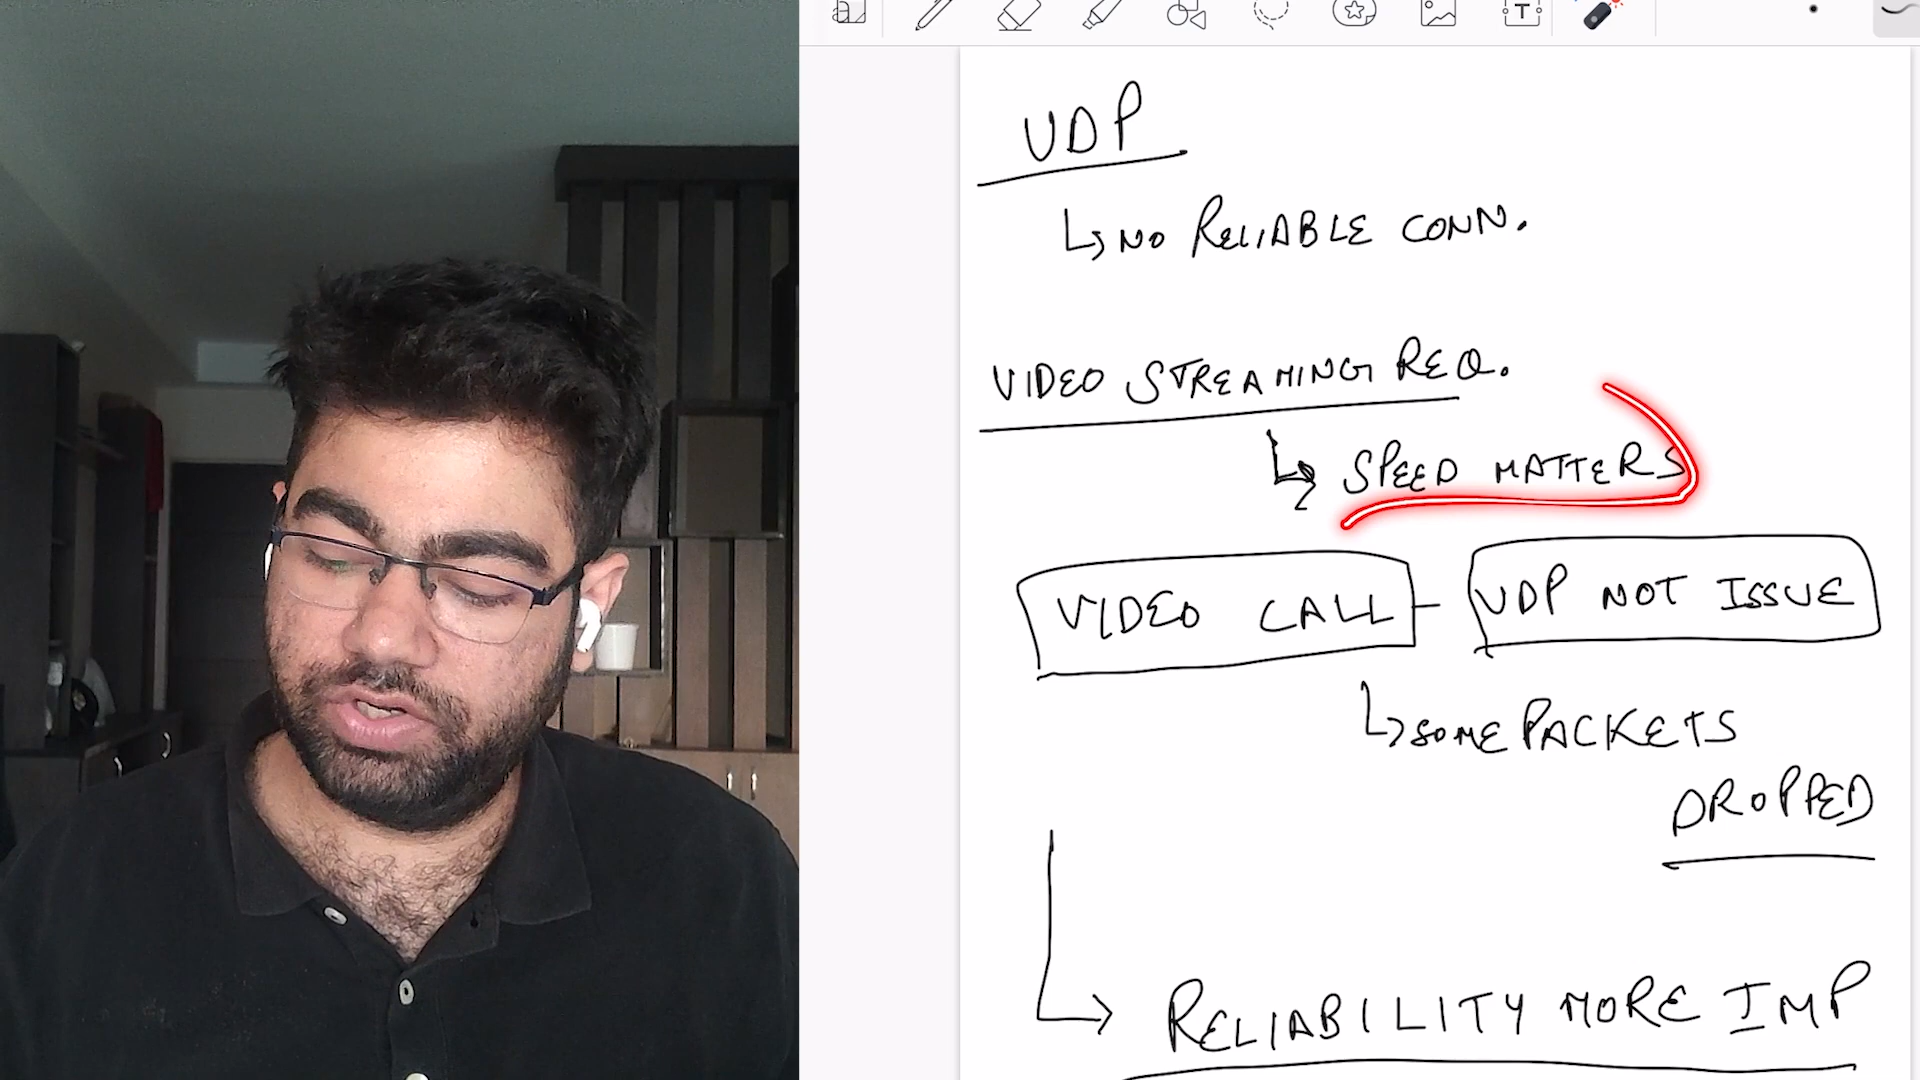 UDP
NO RELIABLE CONN.
VIDEO STREAMING REQ.
SPEED MATTERS
VIDEO CALL - UDP NOT ISSUE
SOME PACKETS
DROPPED
RELIABILITY MORE IMP